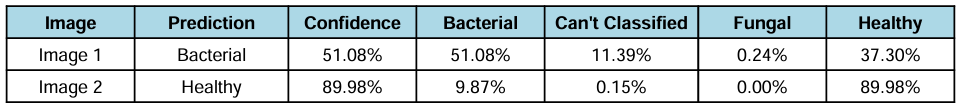 Image Prediction Confidence Bacterial Can't Classified Fungal Healthy
Image 1 Bacterial 51.08% 51.08% 11.39% 0.24% 37.30%
Image 2 Healthy 89.98% 9.87% 0.15% 0.00% 89.98%